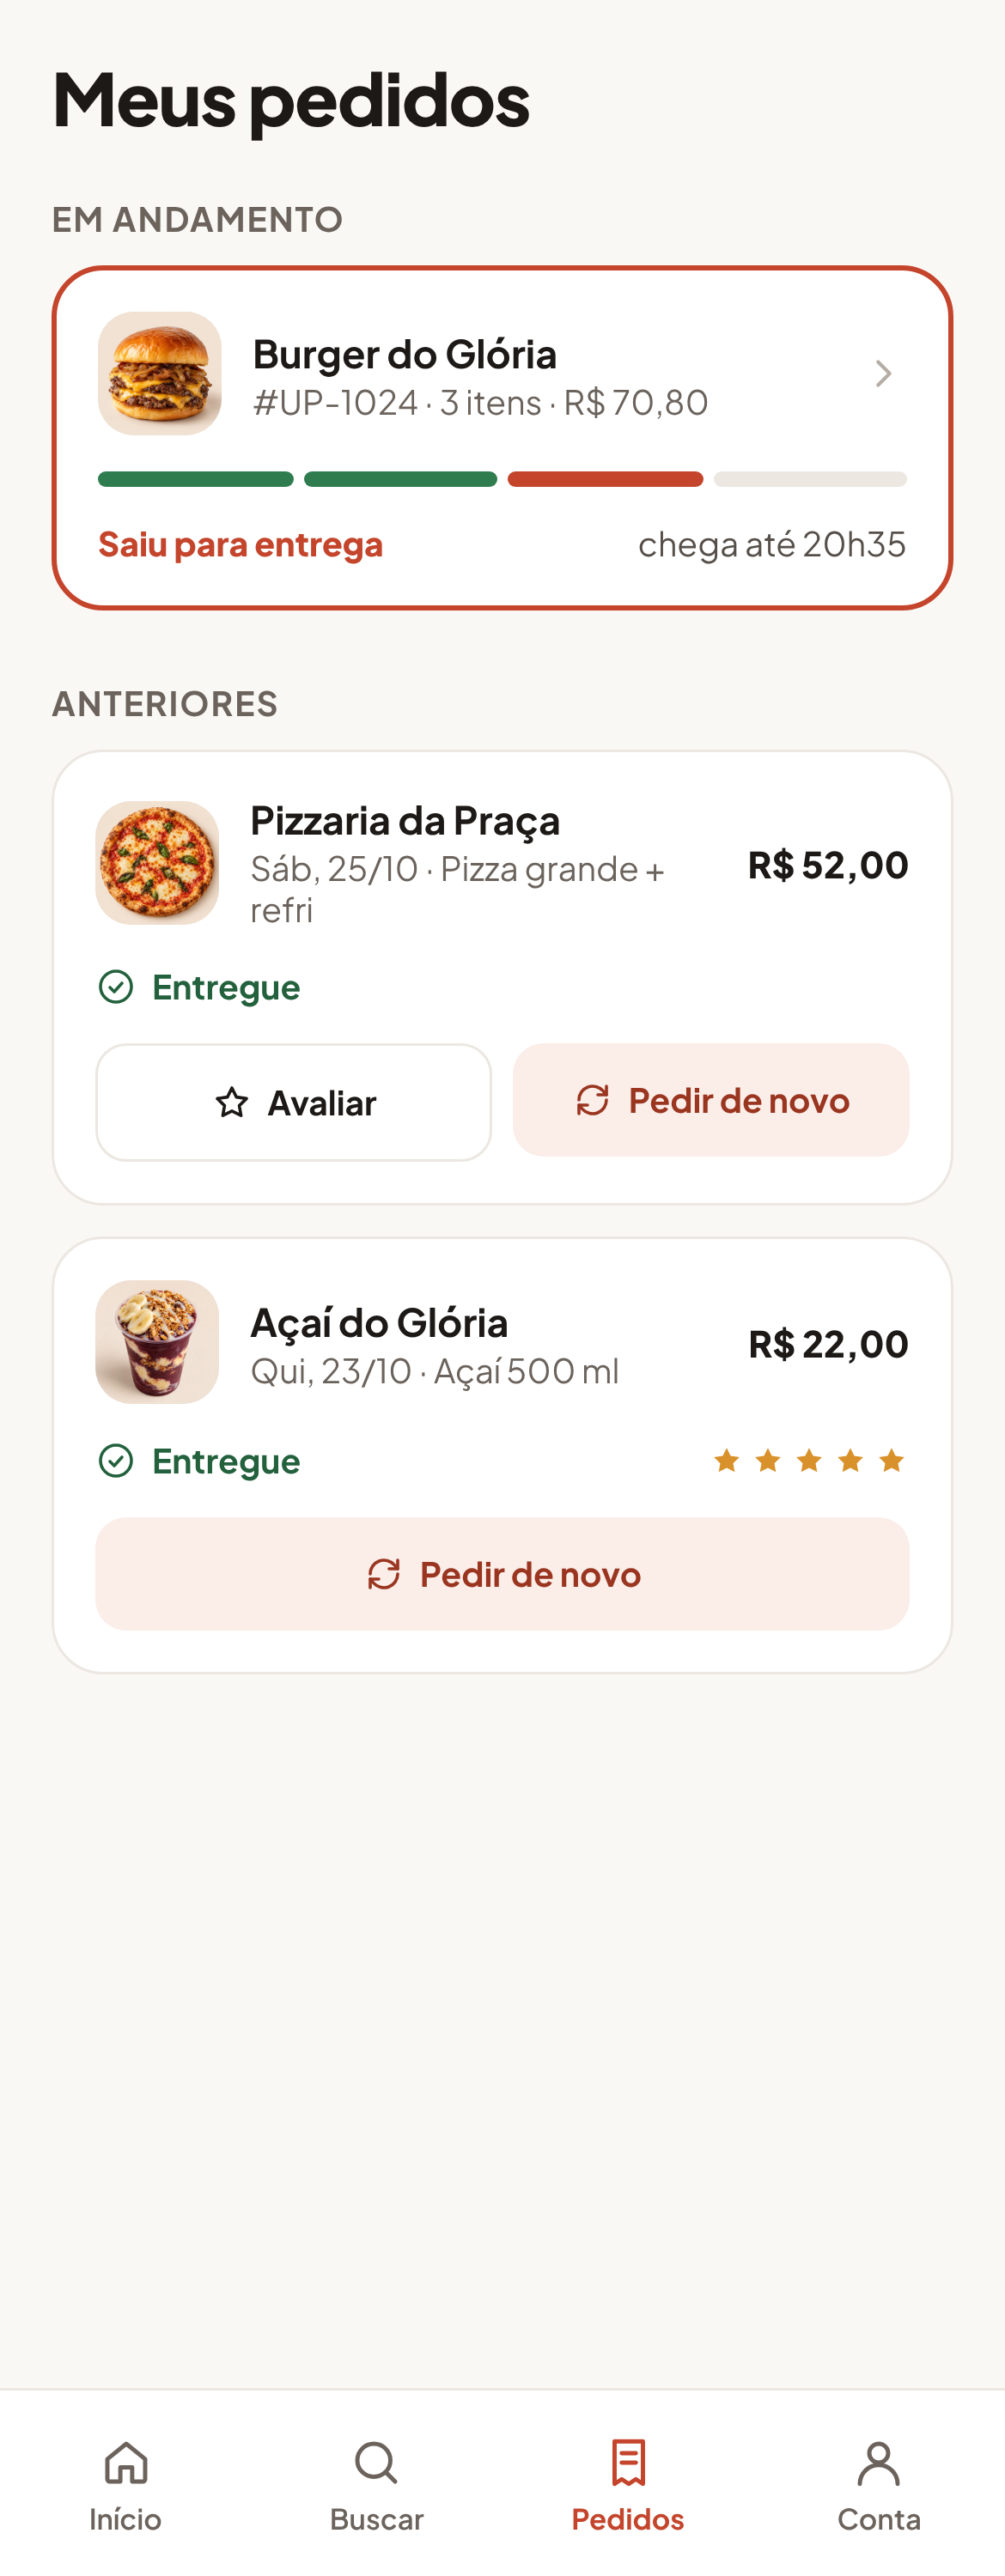 Meus pedidos
EM ANDAMENTO
Burger do Glória
#UP-1024 · 3 itens · R$ 70,80
Saiu para entrega
chega até 20h35
ANTERIORES
Pizzaria da Praça
Sáb, 25/10 · Pizza grande +
refri
R$ 52,00
Entregue
Avaliar
Pedir de novo
Açaí do Glória
Qui, 23/10 · Açaí 500 ml
R$ 22,00
Entregue
Pedir de novo
Início
Buscar
Pedidos
Conta